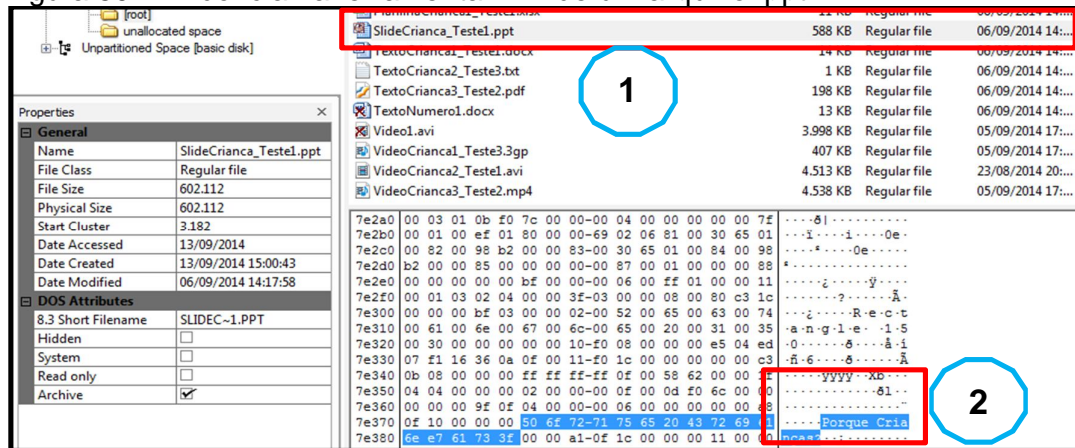 [root]
unallocated space
Unpartitioned Space [basic disk]
SlideCrianca_Teste1.ppt 588 KB Regular file 06/09/2014 14:...
TextoCrianca1_Teste1.docx 14 KB Regular file 06/09/2014 14:...
TextoCrianca2_Teste3.txt 1 KB Regular file 06/09/2014 14:...
TextoCrianca3_Teste2.pdf 198 KB Regular file 06/09/2014 14:...
TextoNumero1.docx 13 KB Regular file 06/09/2014 14:...
Video1.avi 3.998 KB Regular file 05/09/2014 17:...
VideoCrianca1_Teste3.3gp 407 KB Regular file 05/09/2014 17:...
VideoCrianca2_Teste1.avi 4.513 KB Regular file 23/08/2014 20:...
VideoCrianca3_Teste2.mp4 4.538 KB Regular file 05/09/2014 17:...
1
Properties ×
General
Name SlideCrianca_Teste1.ppt
File Class Regular file
File Size 602.112
Physical Size 602.112
Start Cluster 3.182
Date Accessed 13/09/2014
Date Created 13/09/2014 15:00:43
Date Modified 06/09/2014 14:17:58
DOS Attributes
8.3 Short Filename SLIDEC~1.PPT
Hidden
System
Read only
Archive
7e2a0 00 03 01 0b f0 7c 00 00-00 04 00 00 00 00 00 7f ····ð|··········
7e2b0 00 01 00 ef 01 80 00 00-69 02 06 81 00 30 65 01
7e2c0 00 82 00 98 b2 00 00 83-00 30 65 01 00 84 00 98
7e2d0 b2 00 00 85 00 00 00 00-00 87 00 01 00 00 00 88
7e2e0 00 00 00 00 00 bf 00 00-00 06 00 ff 01 00 00 11
7e2f0 00 01 03 02 04 00 00 3f-03 00 00 08 00 80 c3 1c
7e300 00 00 00 bf 03 00 00 02-00 52 00 65 00 63 00 74 ···¿·····R·e·c·t
7e310 00 61 00 6e 00 67 00 6c-00 65 00 20 00 31 00 35 ·a·n·g·l·e· ·1·5
7e320 00 30 00 00 00 00 10-f0 08 00 00 00 e5 04 ed
7e330 07 f1 16 36 0a 0f 00 11-f0 1c 00 00 00 00 00 c3
7e340 0b 08 00 00 00 ff ff ff-ff 0f 00 58 62 00 00
7e350 04 04 00 00 00 02 00 00-00 0f 00 0d f0 6c 00
7e360 00 00 00 9f 0f 04 00 00-00 06 00 00 00 00 00 a8
7e370 0f 10 00 00 00 50 6f 72-71 75 65 20 43 72 69 ·····Porque Cria
7e380 6e e7 61 73 3f 00 00 a1-0f 1c 00 00 00 11 00
2